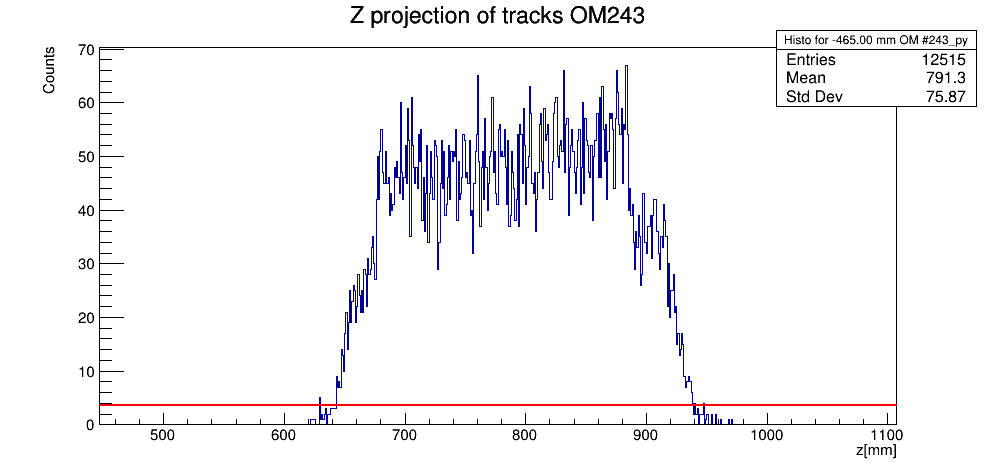 Z projection of tracks OM243
Histo for -465.00 mm OM #243_py
Entries 12515
Mean 791.3
Std Dev 75.87
Counts
70
60
50
40
30
20
10
0
500 600 700 800 900 1000 1100
z[mm]